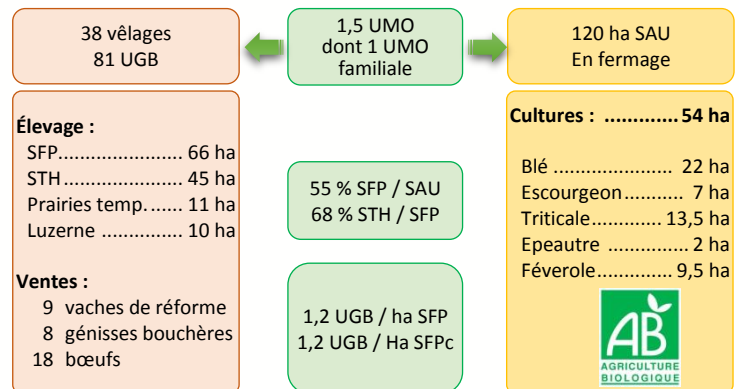 38 vêlages
81 UGB
1,5 UMO
dont 1 UMO
familiale
120 ha SAU
En fermage
Élevage :
SFP....................... 66 ha
STH...................... 45 ha
Prairies temp. ...... 11 ha
Luzerne ............... 10 ha
Ventes :
9 vaches de réforme
8 génisses bouchères
18 bœufs
55 % SFP / SAU
68 % STH / SFP
1,2 UGB / ha SFP
1,2 UGB / Ha SFPc
Cultures : ............. 54 ha
Blé ...................... 22 ha
Escourgeon........... 7 ha
Triticale............. 13,5 ha
Epeautre ............... 2 ha
Féverole............... 9,5 ha
AB
AGRICULTURE
BIOLOGIQUE